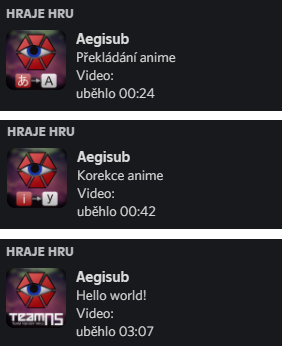 HRAJE HRU
Aegisub
Překládání anime
Video:
uběhlo 00:24
あ → A
HRAJE HRU
Aegisub
Korekce anime
Video:
uběhlo 00:42
i → y
HRAJE HRU
Aegisub
Hello world!
Video:
uběhlo 03:07
TEAMNS